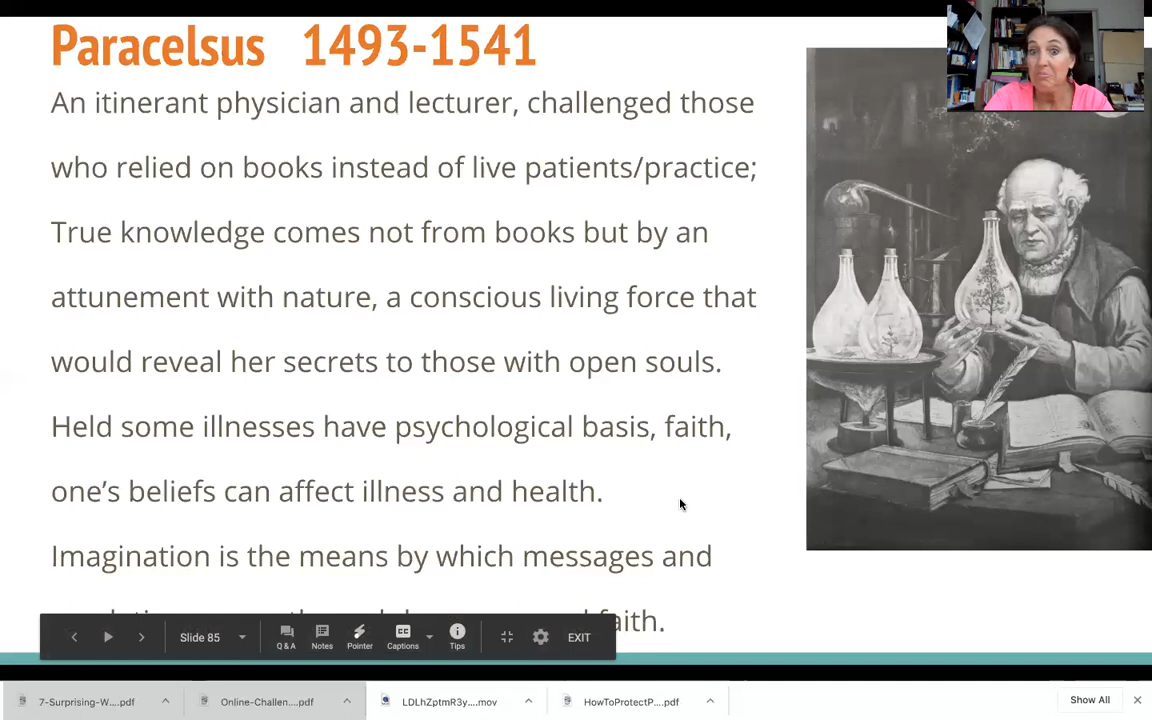 Paracelsus 1493-1541
An itinerant physician and lecturer, challenged those
who relied on books instead of live patients/practice;
True knowledge comes not from books but by an
attunement with nature, a conscious living force that
would reveal her secrets to those with open souls.
Held some illnesses have psychological basis, faith,
one's beliefs can affect illness and health.
Imagination is the means by which messages and
faith.
Slide 85
Q & A Notes Pointer Captions Tips EXIT
7-Surprising-W....pdf Online-Challen....pdf LDLhZptmR3y....mov HowToProtectP....pdf Show All